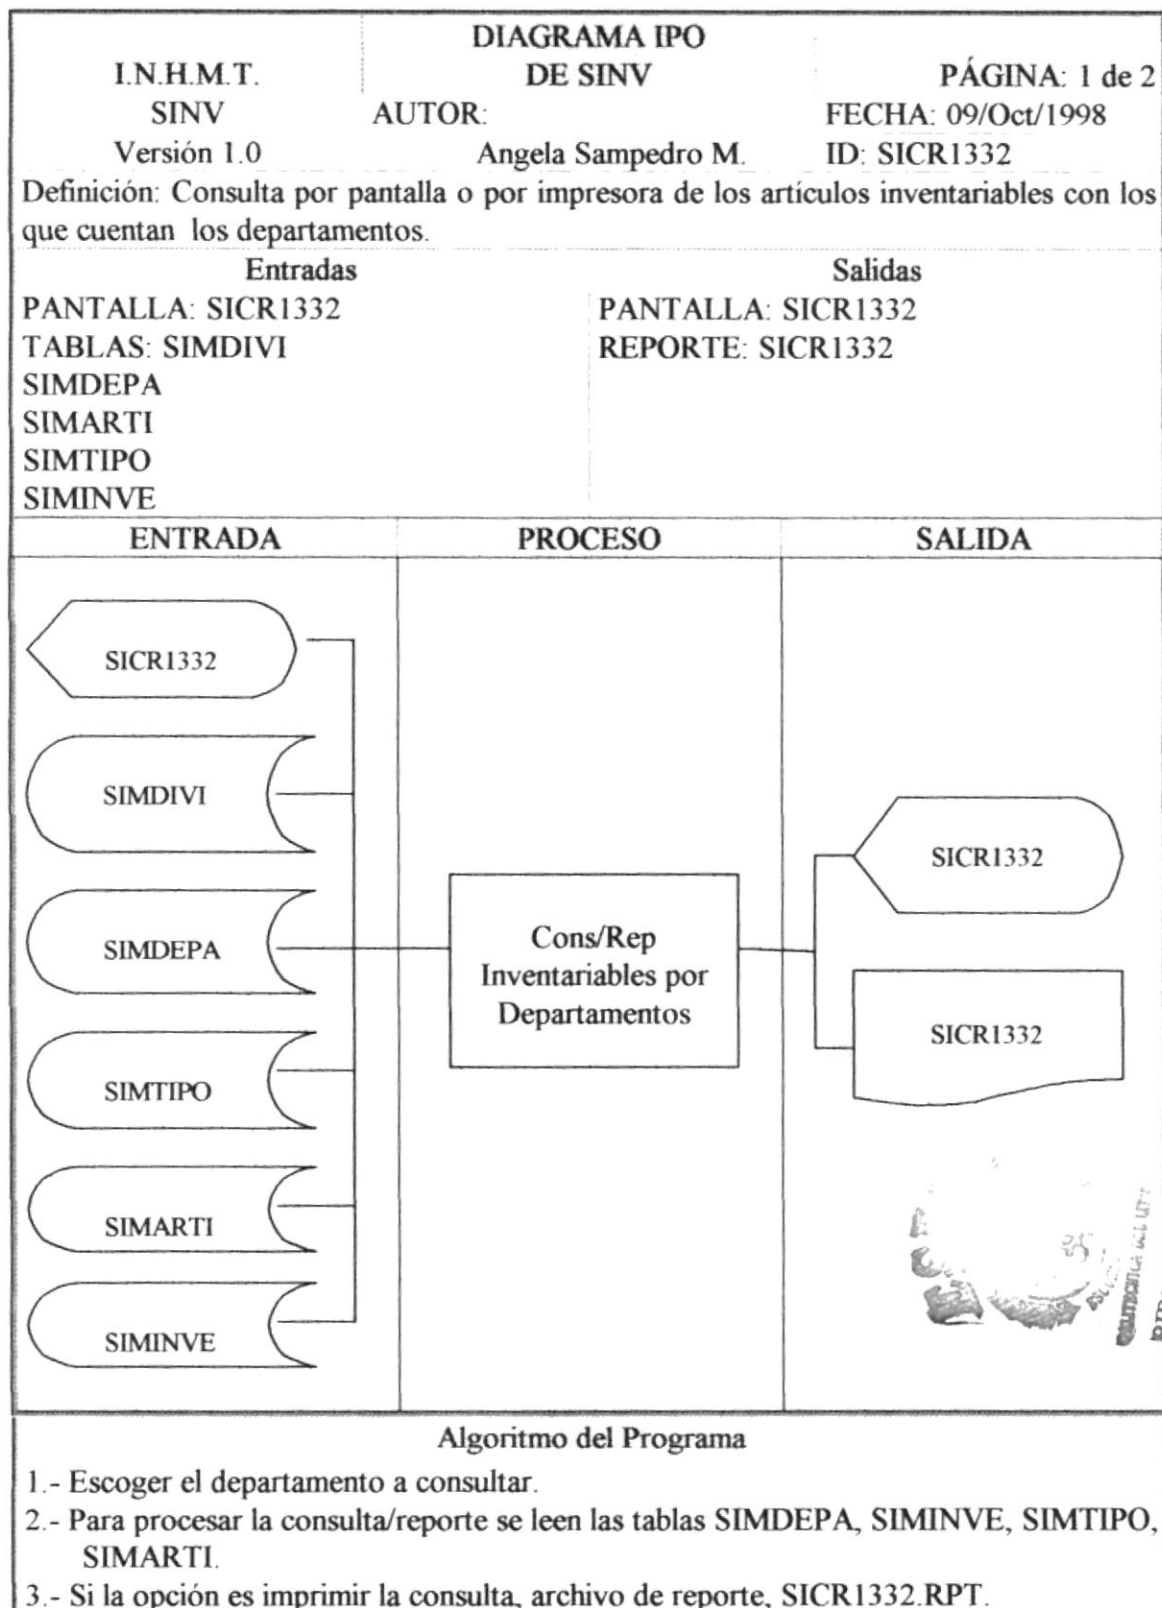 DIAGRAMA IPO
I.N.H.M.T. DE SINV PÁGINA: 1 de 2
SINV AUTOR: FECHA: 09/Oct/1998
Versión 1.0 Angela Sampedro M. ID: SICR1332
Definición: Consulta por pantalla o por impresora de los artículos inventariables con los
que cuentan los departamentos.
Entradas Salidas
PANTALLA: SICR1332 PANTALLA: SICR1332
TABLAS: SIMDIVI REPORTE: SICR1332
SIMDEPA
SIMARTI
SIMTIPO
SIMINVE
ENTRADA PROCESO SALIDA
SICR1332
SIMDIVI
SIMDEPA
SIMTIPO
SIMARTI
SIMINVE
Cons/Rep
Inventariables por
Departamentos
SICR1332
SICR1332
Algoritmo del Programa
1.- Escoger el departamento a consultar.
2.- Para procesar la consulta/reporte se leen las tablas SIMDEPA, SIMINVE, SIMTIPO,
SIMARTI.
3.- Si la opción es imprimir la consulta, archivo de reporte, SICR1332.RPT.